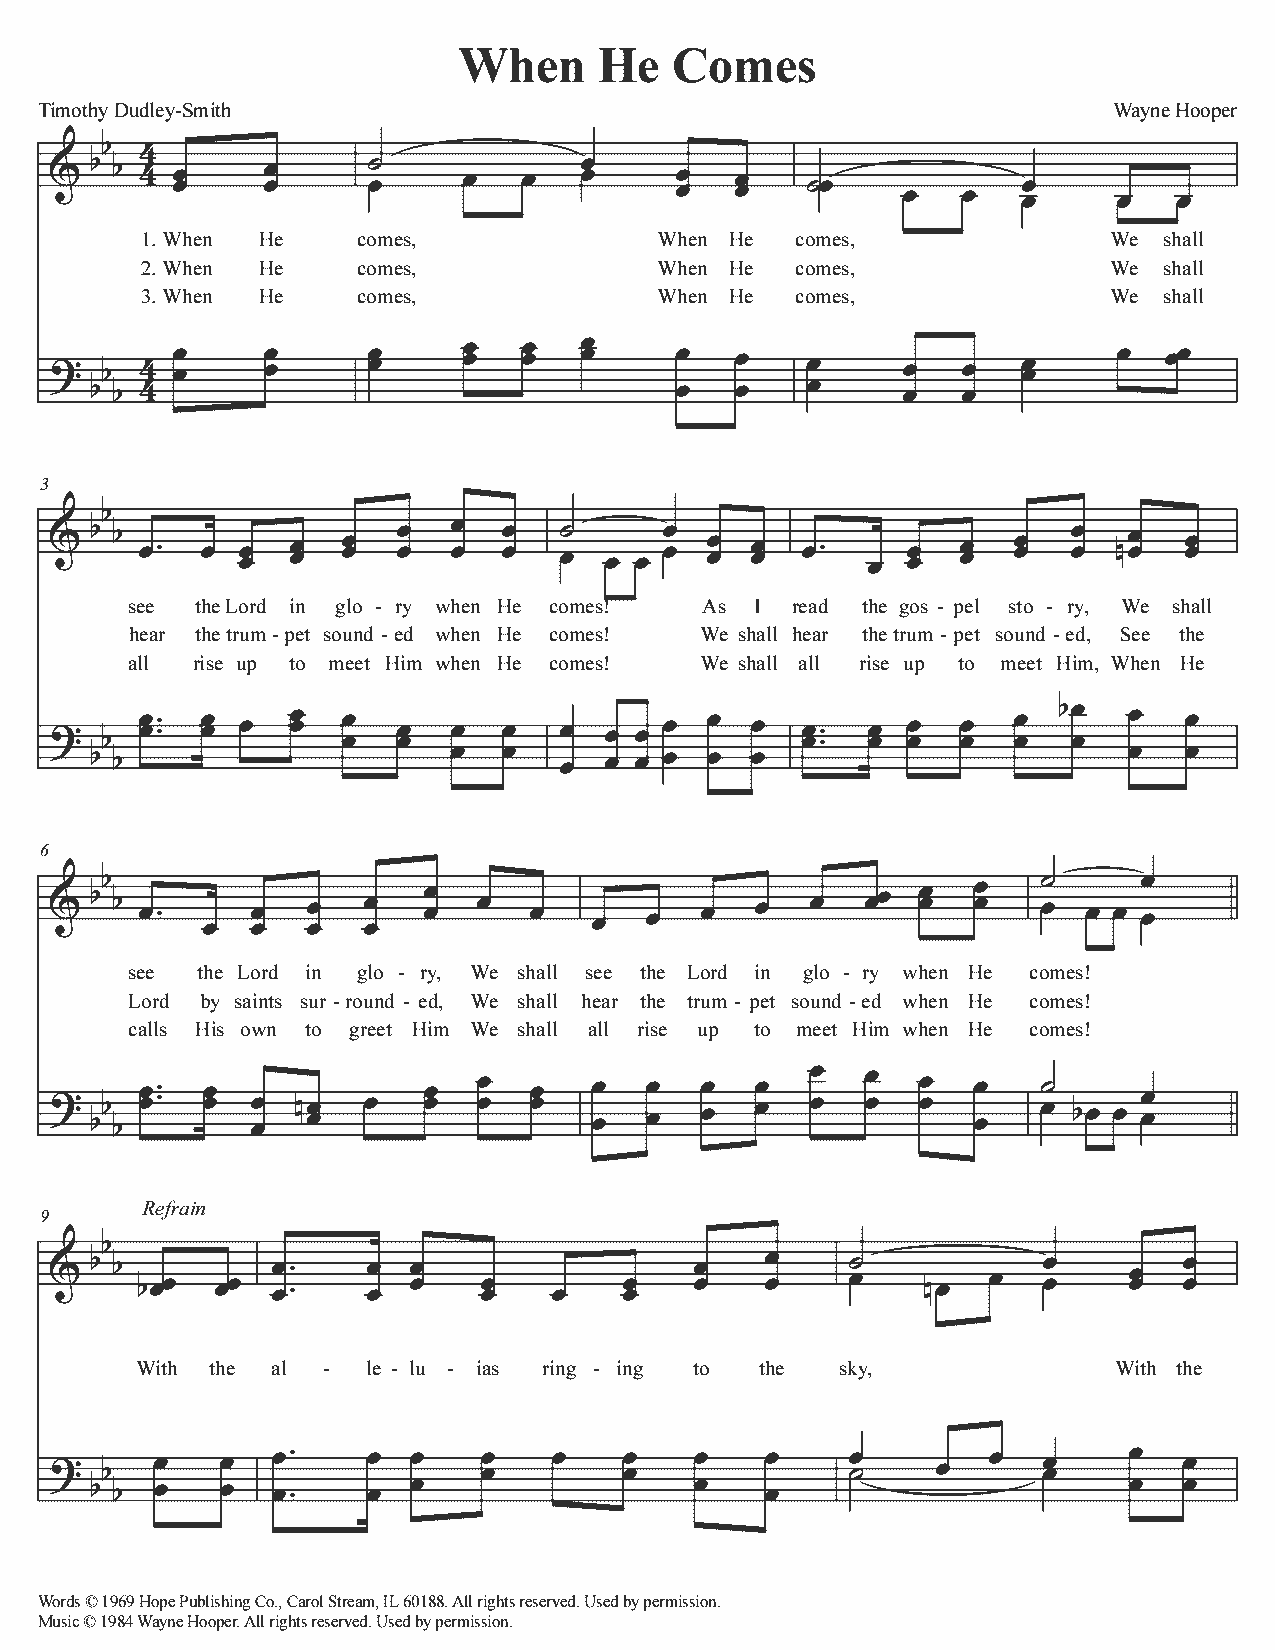 When He Comes
Timothy Dudley-Smith Wayne Hooper
1. When He comes, When He comes, We shall
2. When He comes, When He comes, We shall
3. When He comes, When He comes, We shall
3
see the Lord in glo - ry when He comes! As I read the gos - pel sto - ry, We shall
hear the trum - pet sound - ed when He comes! We shall hear the trum - pet sound - ed, See the
all rise up to meet Him when He comes! We shall all rise up to meet Him, When He
6
see the Lord in glo - ry, We shall see the Lord in glo - ry when He comes!
Lord by saints sur - round - ed, We shall hear the trum - pet sound - ed when He comes!
calls His own to greet Him We shall all rise up to meet Him when He comes!
9 Refrain
With the al - le - lu - ias ring - ing to the sky, With the
Words © 1969 Hope Publishing Co., Carol Stream, IL 60188. All rights reserved. Used by permission.
Music © 1984 Wayne Hooper. All rights reserved. Used by permission.